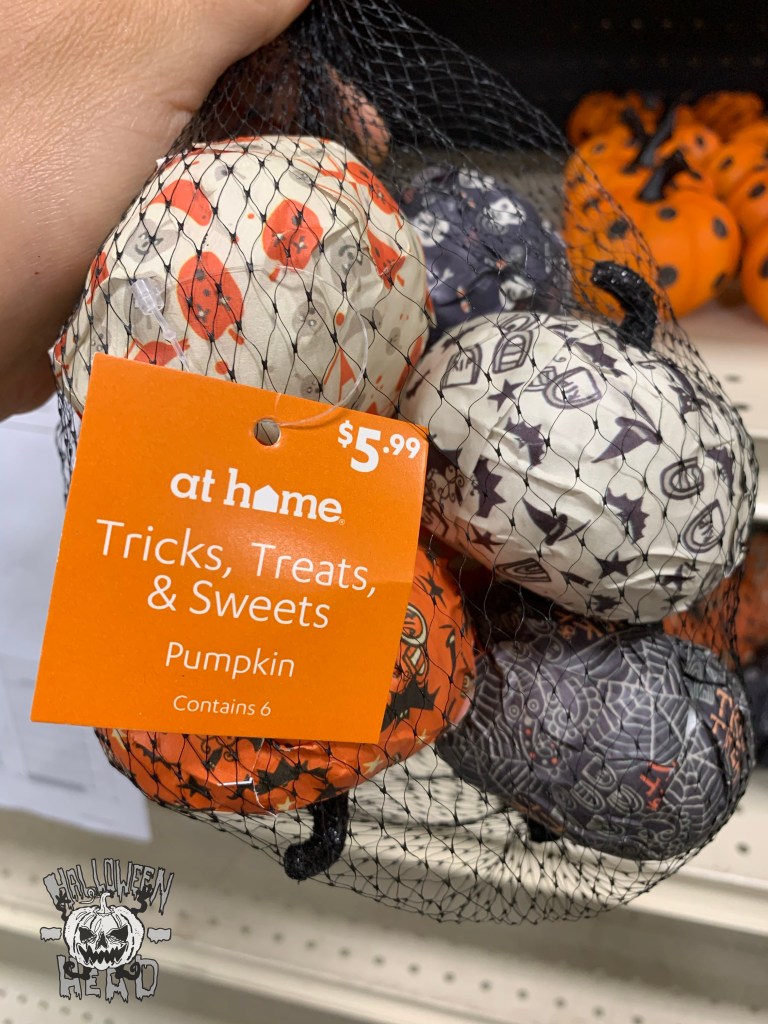 $5.99
at home
Tricks, Treats,
& Sweets
Pumpkin
Contains 6
HALLOWEEN
HEAD